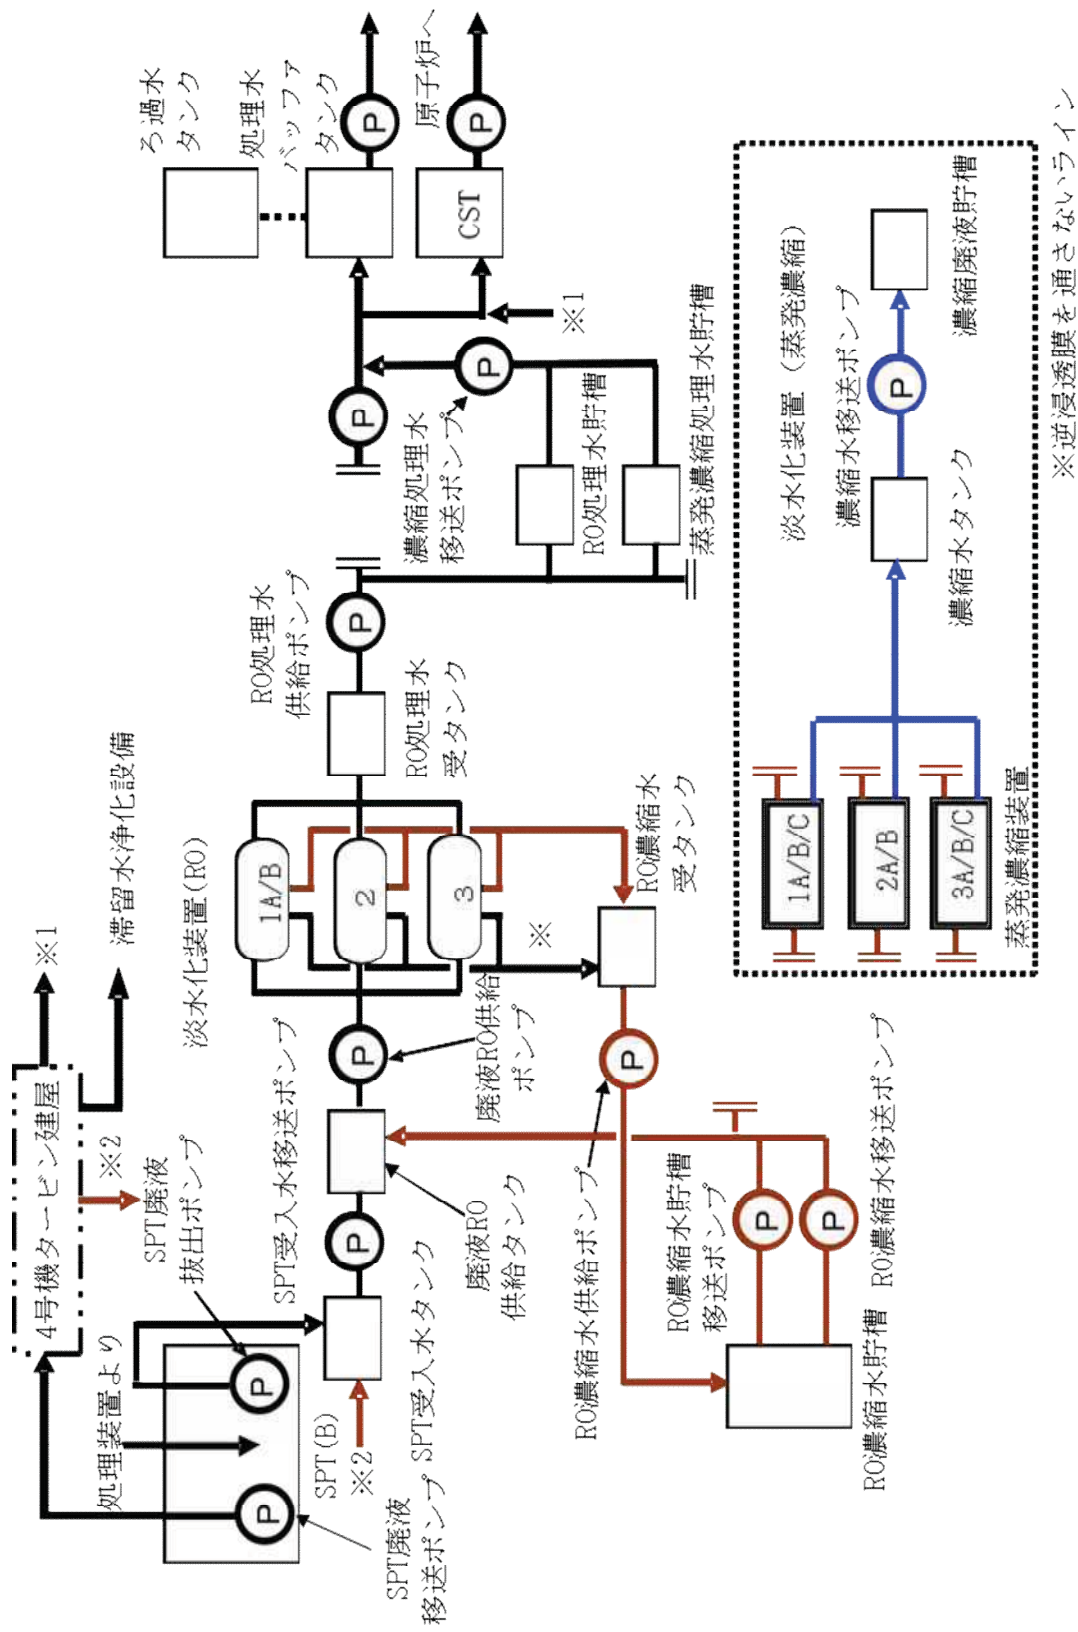 4号機タービン建屋
※1
滞留水浄化設備
※2
処理装置より
SPT廃液
抜出ポンプ
P
P
SPT(B)
SPT廃液
移送ポンプ
※2
SPT受入水タンク
SPT受入水移送ポンプ
P
廃液RO
供給タンク
P
廃液RO供給
ポンプ
淡水化装置(RO)
1A/B
2
3
※
RO処理水
受タンク
RO処理水
供給ポンプ
P
P
濃縮処理水
移送ポンプ
P
RO処理水貯槽
蒸発濃縮処理水貯槽
※1
ろ過水
タンク
処理水
バッファ
タンク
P
CST
原子炉へ
P
RO濃縮水
受タンク
P
RO濃縮水供給ポンプ
RO濃縮水貯槽
RO濃縮水貯槽
移送ポンプ
P
P
RO濃縮水移送ポンプ
淡水化装置（蒸発濃縮）
1A/B/C
2A/B
3A/B/C
蒸発濃縮装置
濃縮水タンク
濃縮水移送ポンプ
P
濃縮廃液貯槽
※逆浸透膜を通さないライン